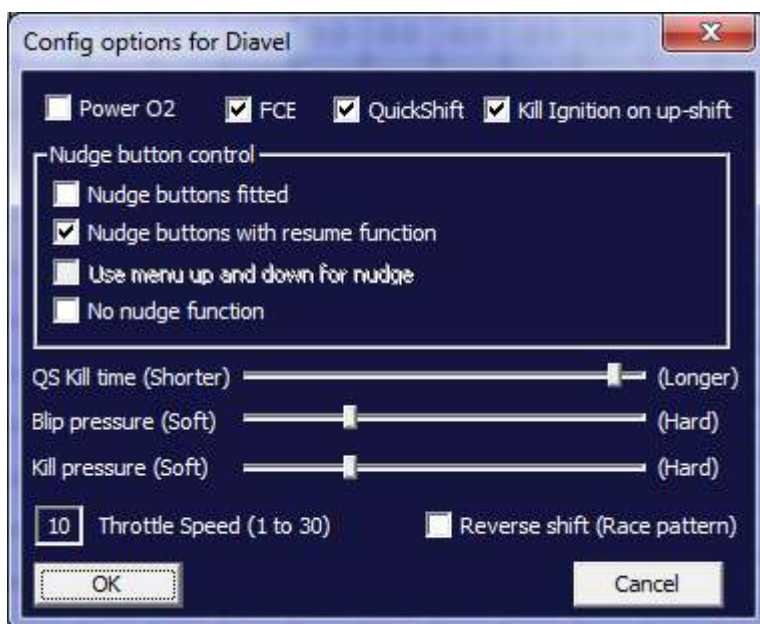 Config options for Diavel
Power O2 FCE QuickShift Kill Ignition on up-shift
Nudge button control
Nudge buttons fitted
Nudge buttons with resume function
Use menu up and down for nudge
No nudge function
QS Kill time (Shorter) (Longer)
Blip pressure (Soft) (Hard)
Kill pressure (Soft) (Hard)
10 Throttle Speed (1 to 30) Reverse shift (Race pattern)
OK Cancel